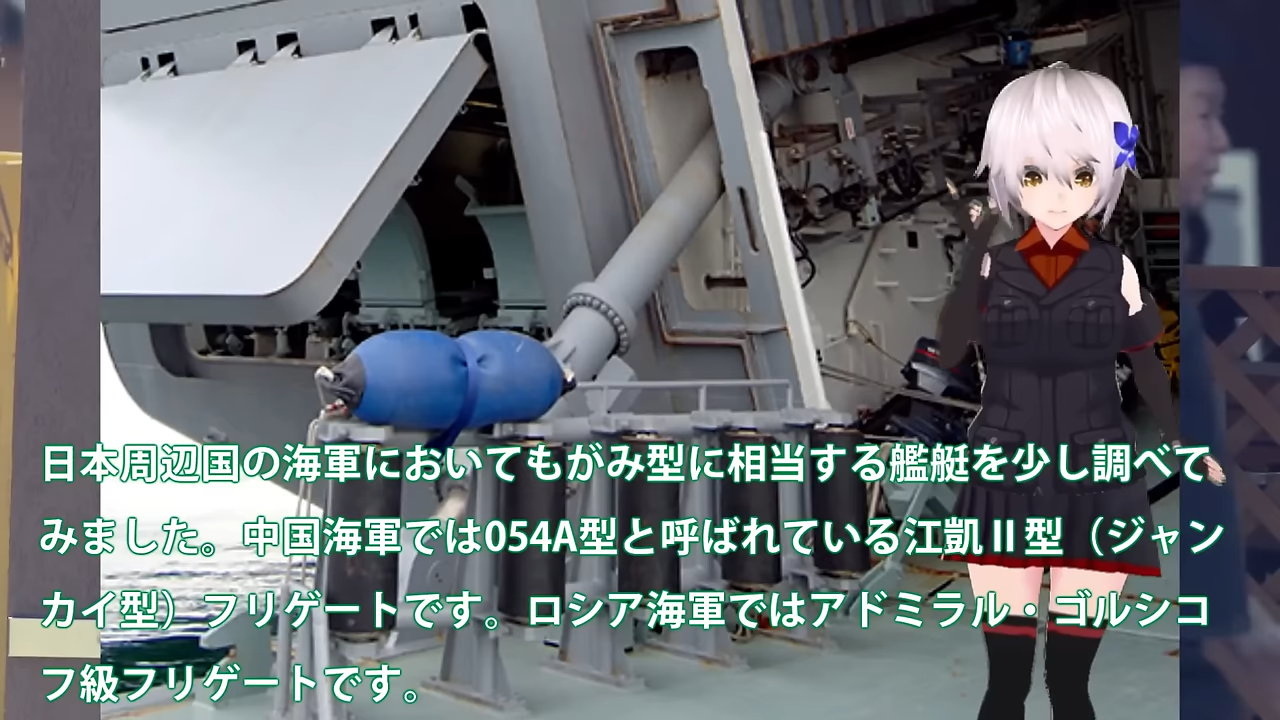 日本周辺国の海軍においてもがみ型に相当する艦艇を少し調べて
みました。中国海軍では054A型と呼ばれている江凱Ⅱ型（ジャン
カイ型）フリゲートです。ロシア海軍ではアドミラル・ゴルシコ
フ級フリゲートです。